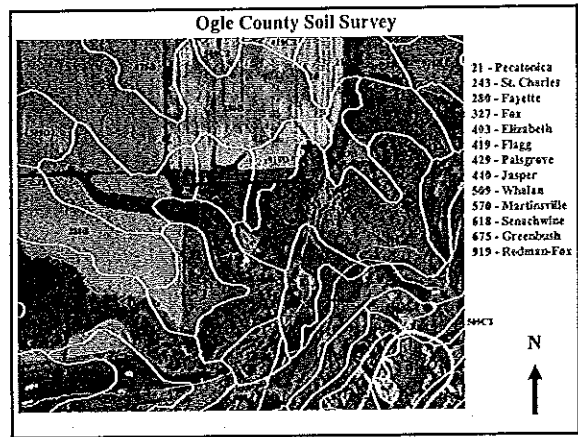 Ogle County Soil Survey
21 - Pecatonica
243 - St. Charles
280 - Fayette
327 - Fox
403 - Elizabeth
419 - Flagg
429 - Palsgrove
440 - Jasper
509 - Whalan
570 - Martinsville
618 - Senachwine
675 - Greenbush
919 - Rodman-Fox
N